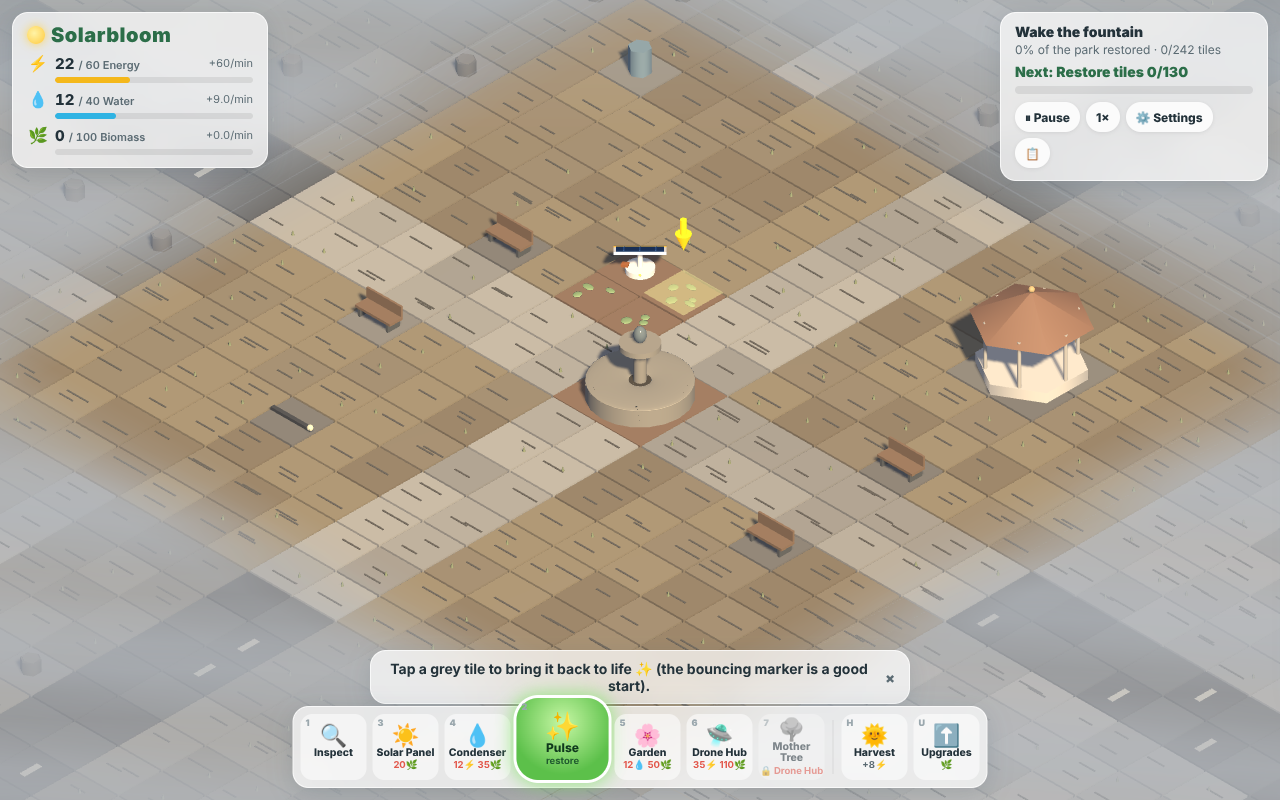 Solarbloom
22 / 60 Energy +60/min
12 / 40 Water +9.0/min
0 / 100 Biomass +0.0/min
Wake the fountain
0% of the park restored · 0/242 tiles
Next: Restore tiles 0/130
Pause 1× Settings
Tap a grey tile to bring it back to life ✨ (the bouncing marker is a good
start).
×
1 Inspect
3 Solar Panel
20
4 Condenser
12⚡ 35🌿
Pulse
restore
5 Garden
12💧 50🌿
6 Drone Hub
35⚡ 110🌿
7 Mother
Tree
🔒 Drone Hub
H Harvest
+8⚡
U Upgrades